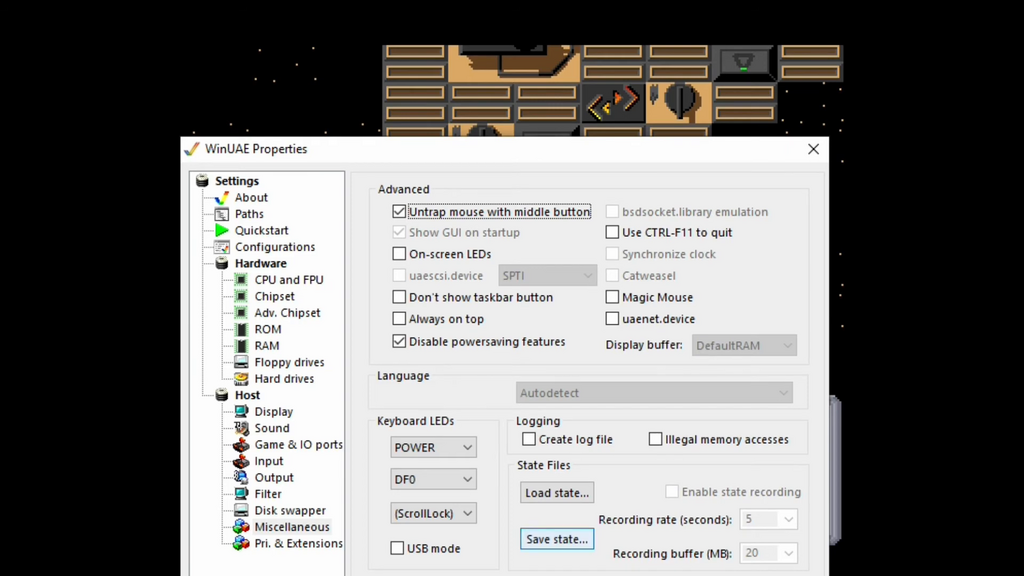 WinUAE Properties
Settings
About
Paths
Quickstart
Configurations
Hardware
CPU and FPU
Chipset
Adv. Chipset
ROM
RAM
Floppy drives
Hard drives
Host
Display
Sound
Game & IO ports
Input
Output
Filter
Disk swapper
Miscellaneous
Pri. & Extensions
Advanced
Untrap mouse with middle button
bsdsocket.library emulation
Show GUI on startup
Use CTRL-F11 to quit
On-screen LEDs
Synchronize clock
uaescsi.device
SPTI
Catweasel
Don't show taskbar button
Magic Mouse
Always on top
uaenet.device
Disable powersaving features
Display buffer:
DefaultRAM
Language
Autodetect
Keyboard LEDs
POWER
DF0
(ScrollLock)
USB mode
Logging
Create log file
Illegal memory accesses
State Files
Load state...
Enable state recording
Recording rate (seconds):
5
Save state...
Recording buffer (MB):
20